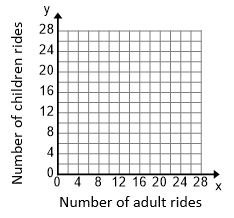 y
Number of children rides
28
24
20
16
12
8
4
0
0 4 8 12 16 20 24 28
x
Number of adult rides